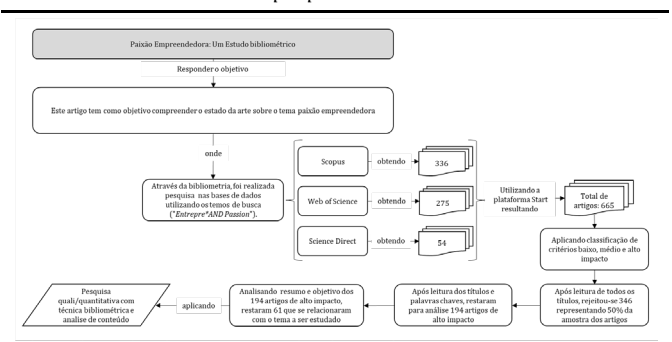 Paixão Empreendedora: Um Estudo bibliométrico
Responder o objetivo
Este artigo tem como objetivo compreender o estado da arte sobre o tema paixão empreendedora
onde
Através da bibliometria, foi realizada
pesquisa nas bases de dados
utilizando os temos de busca
("Entrepre*AND Passion").
Scopus
obtendo
336
Web of Science
obtendo
275
Science Direct
obtendo
54
Utilizando a
plataforma Start
resultando
Total de
artigos: 665
Aplicando classificação de
critérios baixo, médio e alto
impacto
Após leitura de todos os
títulos, rejeitou-se 346
representando 50% da
amostra dos artigos
Após leitura dos títulos e
palavras chaves, restaram
para análise 194 artigos de
alto impacto
Analisando resumo e objetivo dos
194 artigos de alto impacto,
restaram 61 que se relacionaram
com o tema a ser estudado
aplicando
Pesquisa
quali/quantitativa com
técnica bibliométrica e
analise de conteúdo